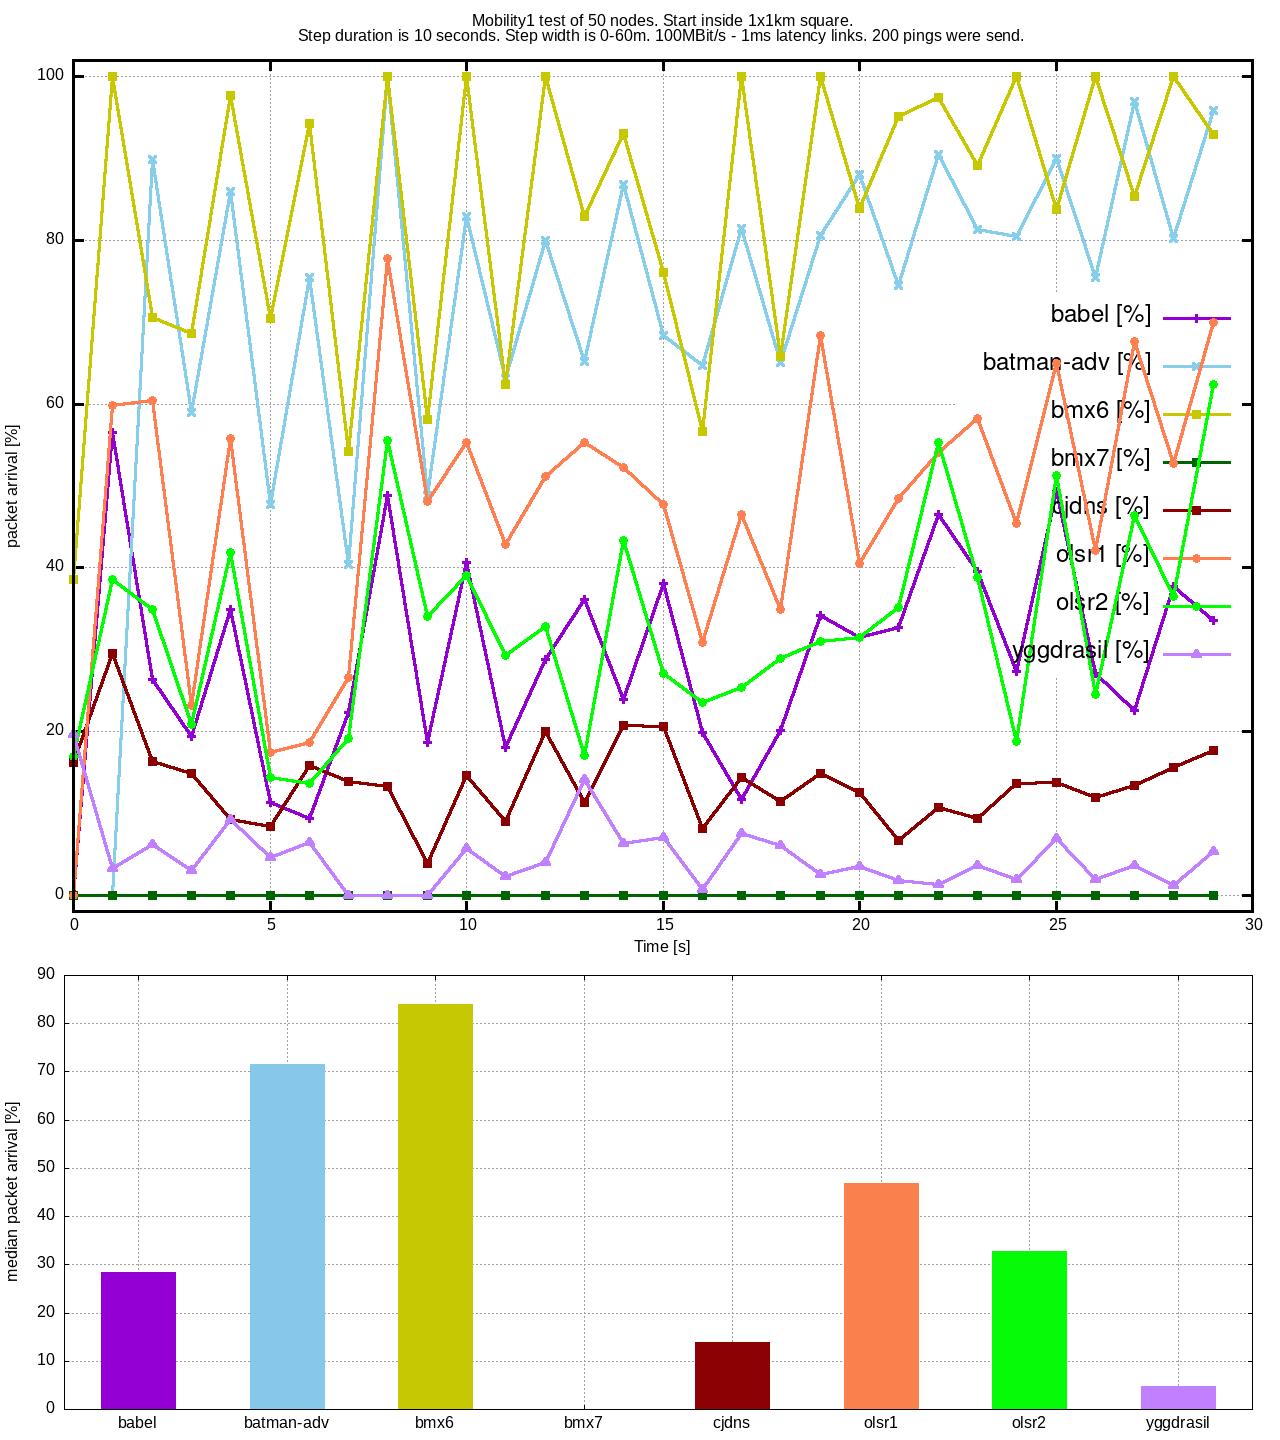 Mobility1 test of 50 nodes. Start inside 1x1km square.
Step duration is 10 seconds. Step width is 0-60m. 100MBit/s - 1ms latency links. 200 pings were send.
100
80
60
40
20
0
packet arrival [%]
babel [%]
batman-adv [%]
bmx6 [%]
bmx7 [%]
cjdns [%]
olsr1 [%]
olsr2 [%]
yggdrasil [%]
0 5 10 15 20 25 30
Time [s]
90
80
70
60
50
40
30
20
10
0
median packet arrival [%]
babel batman-adv bmx6 bmx7 cjdns olsr1 olsr2 yggdrasil